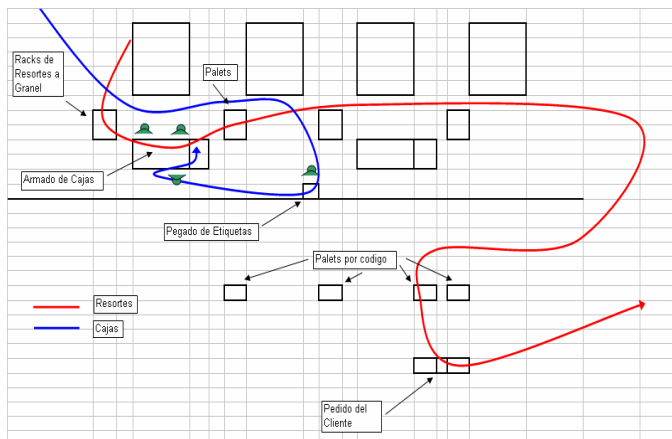 Racks de
Resortes a
Granel
Palets
Armado de Cajas
Pegado de Etiquetas
Palets por codigo
Resortes
Cajas
Pedido del
Cliente